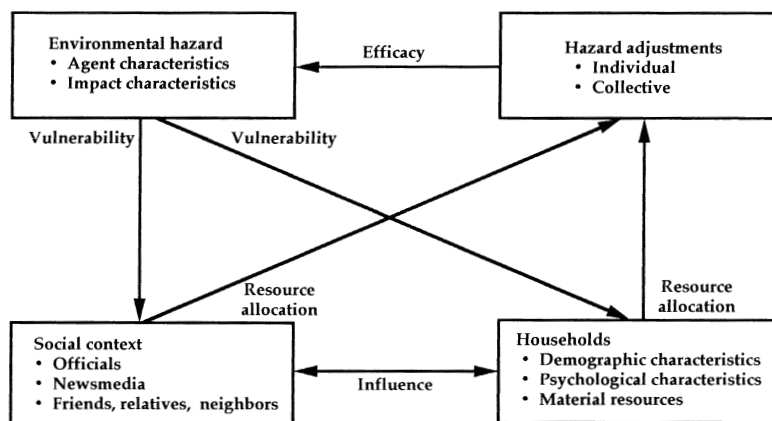 Environmental hazard
• Agent characteristics
• Impact characteristics
Efficacy
Hazard adjustments
• Individual
• Collective
Vulnerability
Vulnerability
Resource
allocation
Resource
allocation
Social context
• Officials
• Newsmedia
• Friends, relatives, neighbors
Influence
Households
• Demographic characteristics
• Psychological characteristics
• Material resources